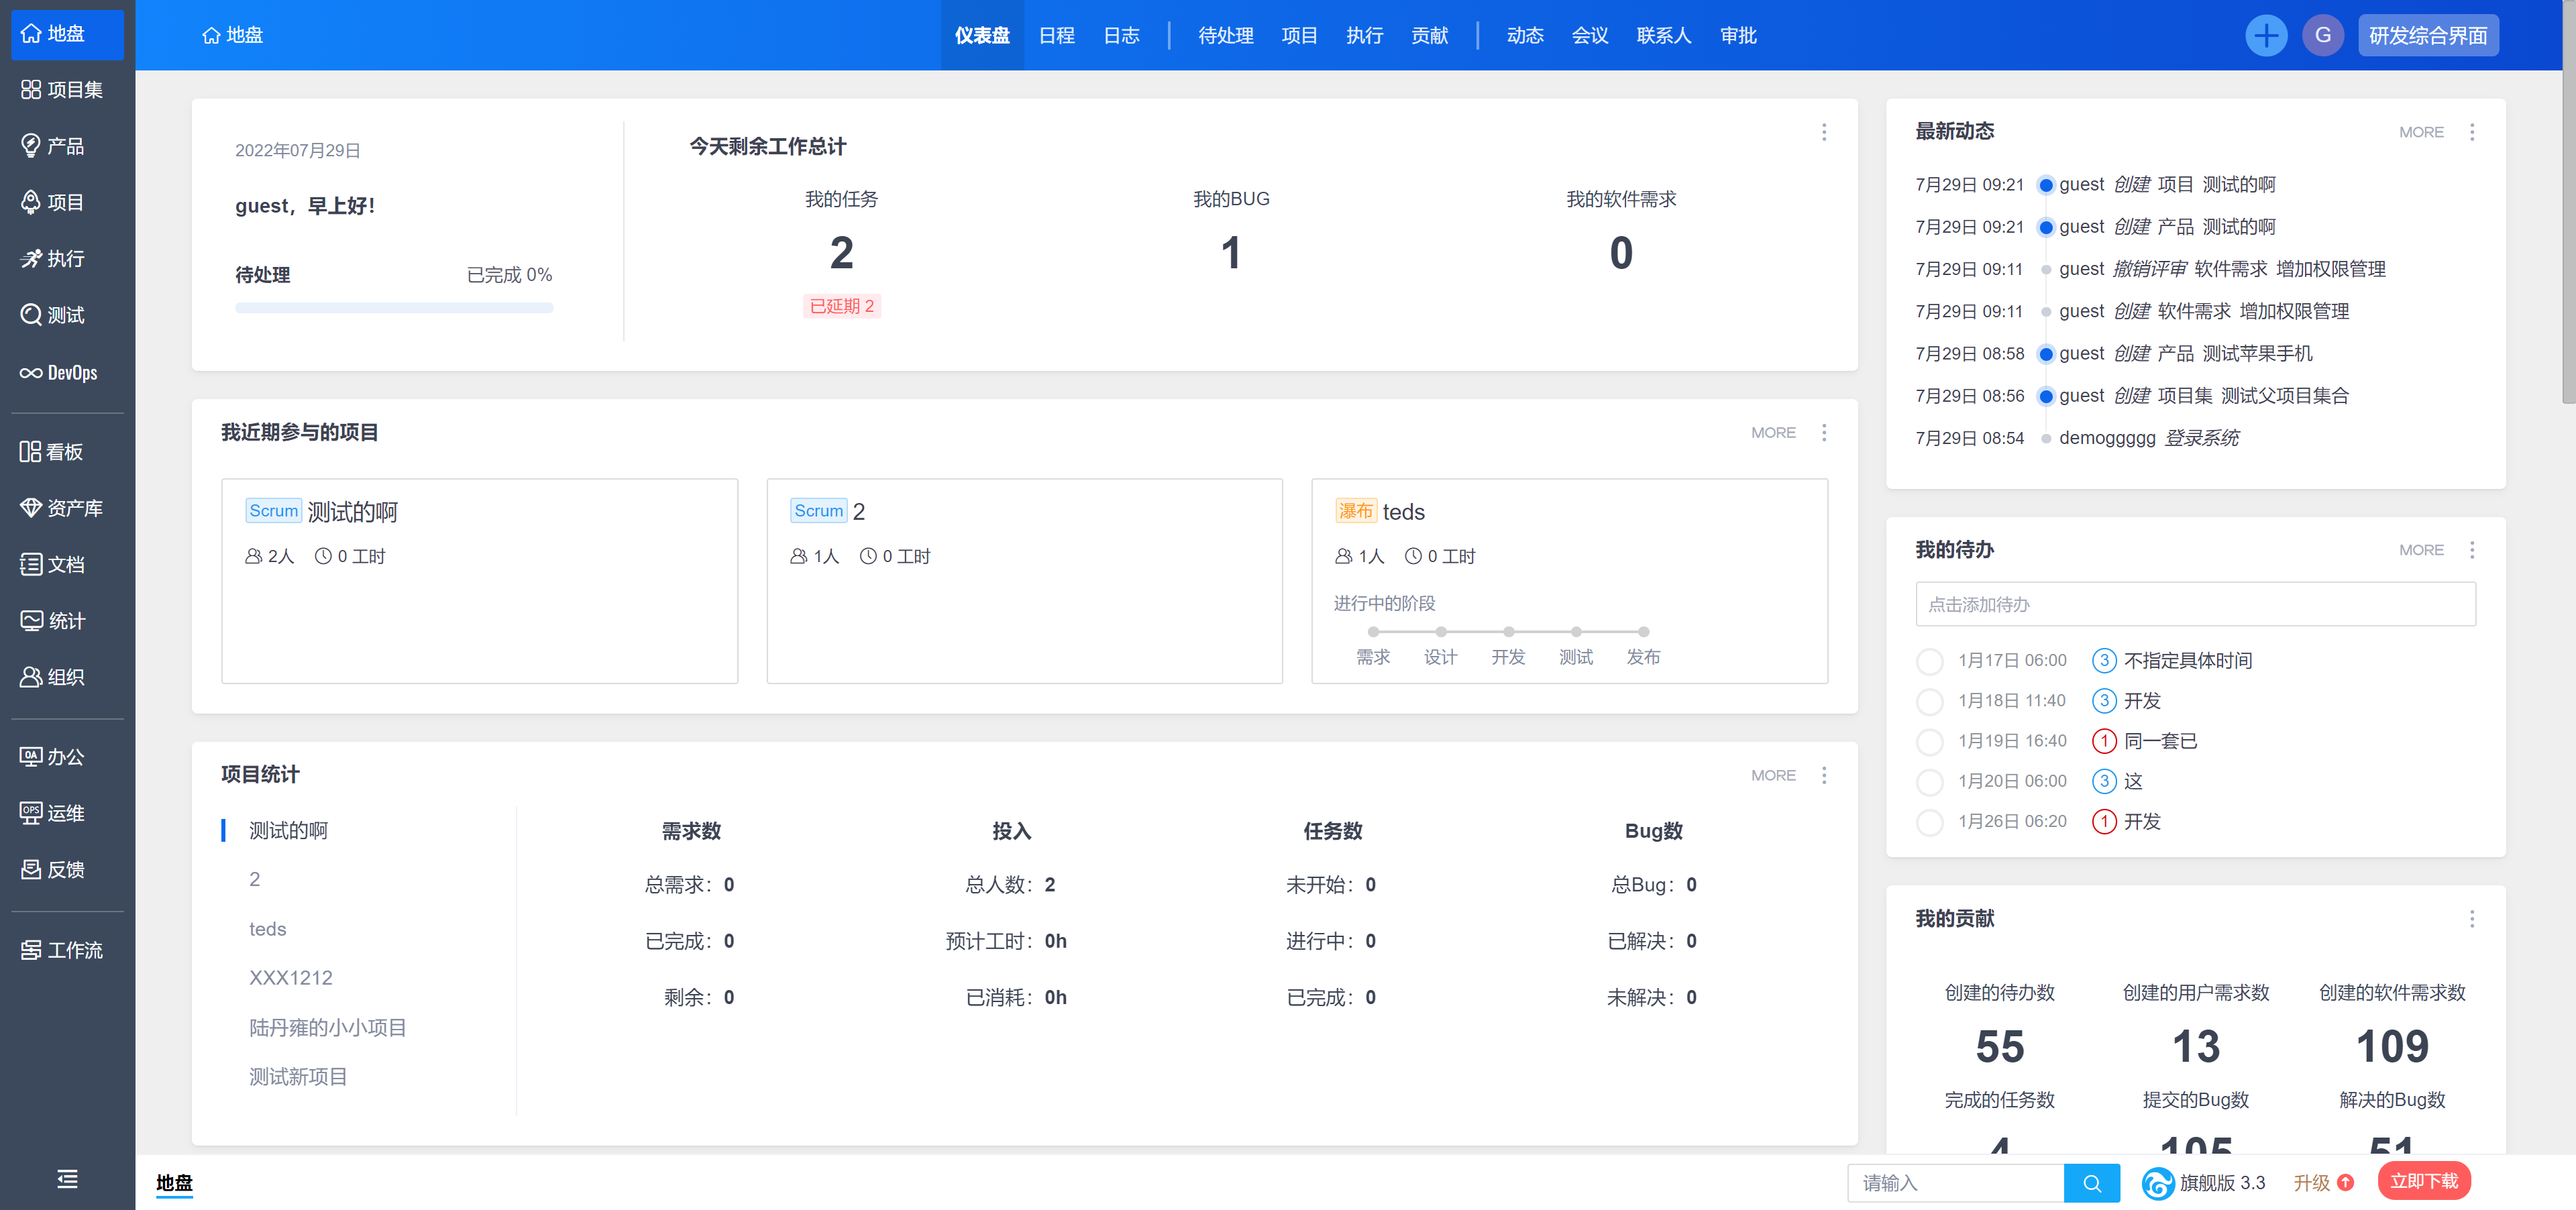 地盘
项目集
产品
项目
执行
测试
DevOps
看板
资产库
文档
统计
组织
办公
运维
反馈
工作流
地盘
仪表盘 日程 日志 待处理 项目 执行 贡献 动态 会议 联系人 审批
G 研发综合界面
2022年07月29日
guest，早上好！
待处理 已完成 0%
今天剩余工作总计
我的任务 我的BUG 我的软件需求
2 1 0
已延期 2
我近期参与的项目 MORE
Scrum 测试的啊
2人 0 工时
Scrum 2
1人 0 工时
瀑布 teds
1人 0 工时
进行中的阶段
需求 设计 开发 测试 发布
项目统计 MORE
测试的啊
2
teds
XXX1212
陆丹雍的小小项目
测试新项目
需求数 投入 任务数 Bug数
总需求：0 总人数：2 未开始：0 总Bug：0
已完成：0 预计工时：0h 进行中：0 已解决：0
剩余：0 已消耗：0h 已完成：0 未解决：0
最新动态 MORE
7月29日 09:21 guest 创建 项目 测试的啊
7月29日 09:21 guest 创建 产品 测试的啊
7月29日 09:11 guest 撤销评审 软件需求 增加权限管理
7月29日 09:11 guest 创建 软件需求 增加权限管理
7月29日 08:58 guest 创建 产品 测试苹果手机
7月29日 08:56 guest 创建 项目集 测试父项目集合
7月29日 08:54 demoggggg 登录系统
我的待办 MORE
点击添加待办
1月17日 06:00 3 不指定具体时间
1月18日 11:40 3 开发
1月19日 16:40 1 同一套已
1月20日 06:00 3 这
1月26日 06:20 1 开发
我的贡献
创建的待办数 创建的用户需求数 创建的软件需求数
55 13 109
完成的任务数 提交的Bug数 解决的Bug数
4 105 51
地盘
请输入 旗舰版 3.3 升级 立即下载